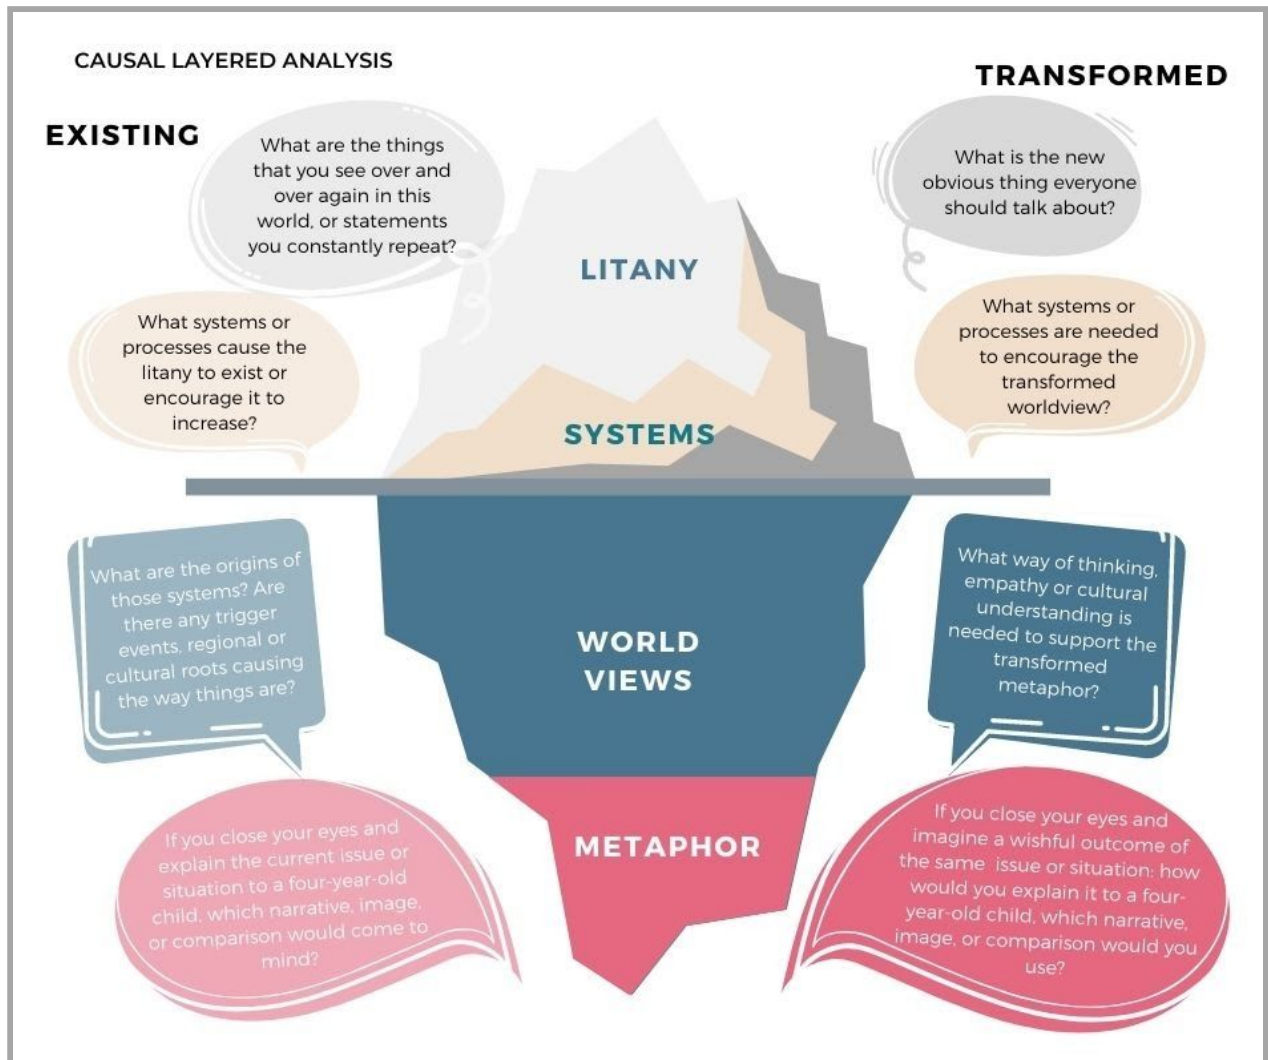 CAUSAL LAYERED ANALYSIS
TRANSFORMED
EXISTING
What are the things
that you see over and
over again in this
world, or statements
you constantly repeat?
What is the new
obvious thing everyone
should talk about?
LITANY
What systems or
processes cause the
litany to exist or
encourage it to
increase?
What systems or
processes are needed
to encourage the
transformed
worldview?
SYSTEMS
What are the origins of
those systems? Are
there any trigger
events, regional or
cultural roots causing
the way things are?
What way of thinking,
empathy or cultural
understanding is
needed to support the
transformed
metaphor?
WORLD
VIEWS
If you close your eyes and
explain the current issue or
situation to a four-year-old
child, which narrative, image,
or comparison would come to
mind?
METAPHOR
If you close your eyes and
imagine a wishful outcome of
the same issue or situation: how
would you explain it to a four-
year-old child, which narrative,
image, or comparison would you
use?